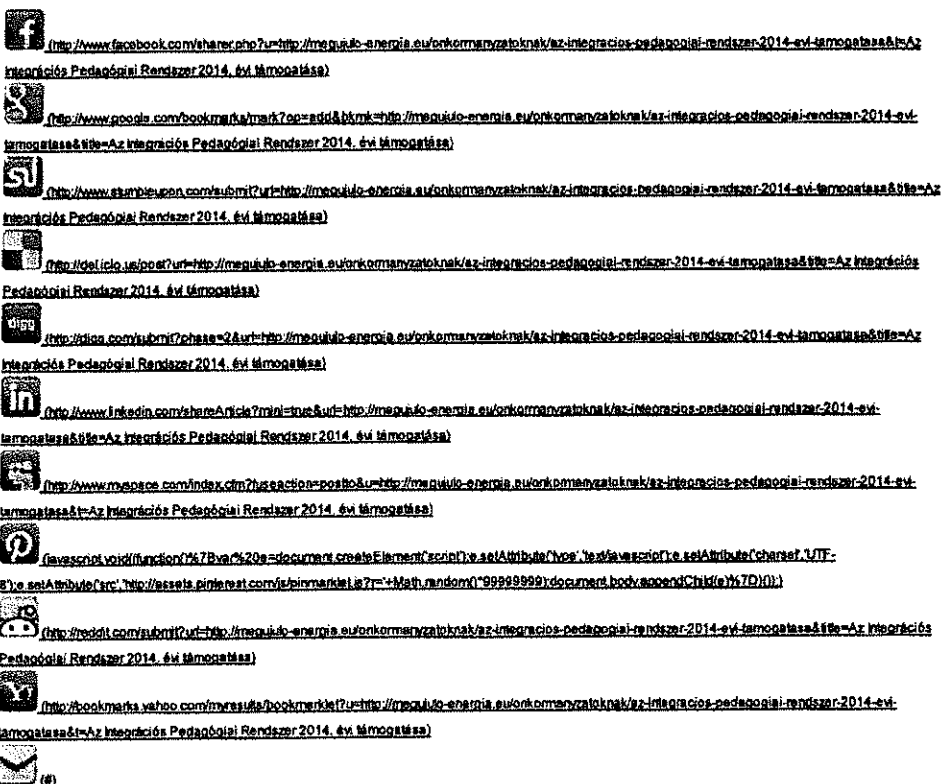 f (http://www.facebook.com/sharer.php?u=http://megujulo-energia.eu/onkormanyzatoknak/az-integracios-pedagogiai-rendszer-2014-evi-tamogatasa&t=Az
Integrációs Pedagógiai Rendszer 2014. évi támogatása)
g (http://www.google.com/bookmarks/mark?op=add&bkmk=http://megujulo-energia.eu/onkormanyzatoknak/az-integracios-pedagogiai-rendszer-2014-evi-
tamogatasa&title=Az Integrációs Pedagógiai Rendszer 2014. évi támogatása)
(http://www.stumbleupon.com/submit?url=http://megujulo-energia.eu/onkormanyzatoknak/az-integracios-pedagogiai-rendszer-2014-evi-tamogatasa&title=Az
Integrációs Pedagógiai Rendszer 2014. évi támogatása)
(http://del.icio.us/post?url=http://megujulo-energia.eu/onkormanyzatoknak/az-integracios-pedagogiai-rendszer-2014-evi-tamogatasa&title=Az Integrációs
Pedagógiai Rendszer 2014. évi támogatása)
digg (http://digg.com/submit?phase=2&url=http://megujulo-energia.eu/onkormanyzatoknak/az-integracios-pedagogiai-rendszer-2014-evi-tamogatasa&title=Az
Integrációs Pedagógiai Rendszer 2014. évi támogatása)
in (http://www.linkedin.com/shareArticle?mini=true&url=http://megujulo-energia.eu/onkormanyzatoknak/az-integracios-pedagogiai-rendszer-2014-evi-
tamogatasa&title=Az Integrációs Pedagógiai Rendszer 2014. évi támogatása)
(http://www.myspace.com/index.cfm?fuseaction=postto&u=http://megujulo-energia.eu/onkormanyzatoknak/az-integracios-pedagogiai-rendszer-2014-evi-
tamogatasa&t=Az Integrációs Pedagógiai Rendszer 2014. évi támogatása)
(javascript:void((function()%7Bvar%20e=document.createElement('script');e.setAttribute('type','text/javascript');e.setAttribute('charset','UTF-
8');e.setAttribute('src','http://assets.pinterest.com/js/pinmarklet.js?r='+Math.random()*99999999);document.body.appendChild(e)%7D)());)
(http://reddit.com/submit?url=http://megujulo-energia.eu/onkormanyzatoknak/az-integracios-pedagogiai-rendszer-2014-evi-tamogatasa&title=Az Integrációs
Pedagógiai Rendszer 2014. évi támogatása)
Y! (http://bookmarks.yahoo.com/myresults/bookmarklet?u=http://megujulo-energia.eu/onkormanyzatoknak/az-integracios-pedagogiai-rendszer-2014-evi-
tamogatasa&t=Az Integrációs Pedagógiai Rendszer 2014. évi támogatása)
(#)